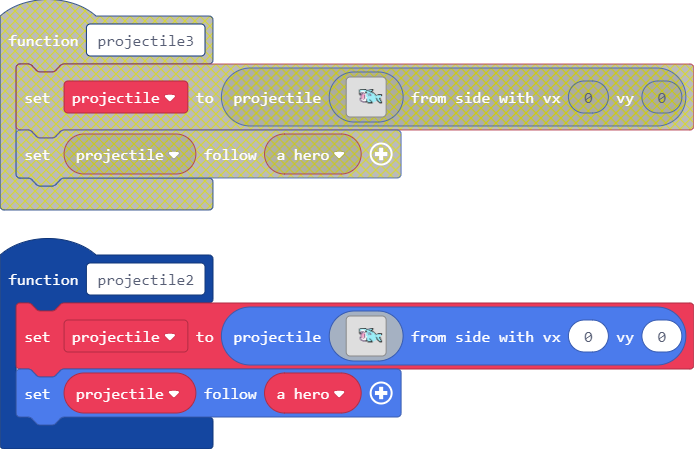 function projectile3
set projectile to projectile from side with vx 0 vy 0
set projectile follow a hero
function projectile2
set projectile to projectile from side with vx 0 vy 0
set projectile follow a hero